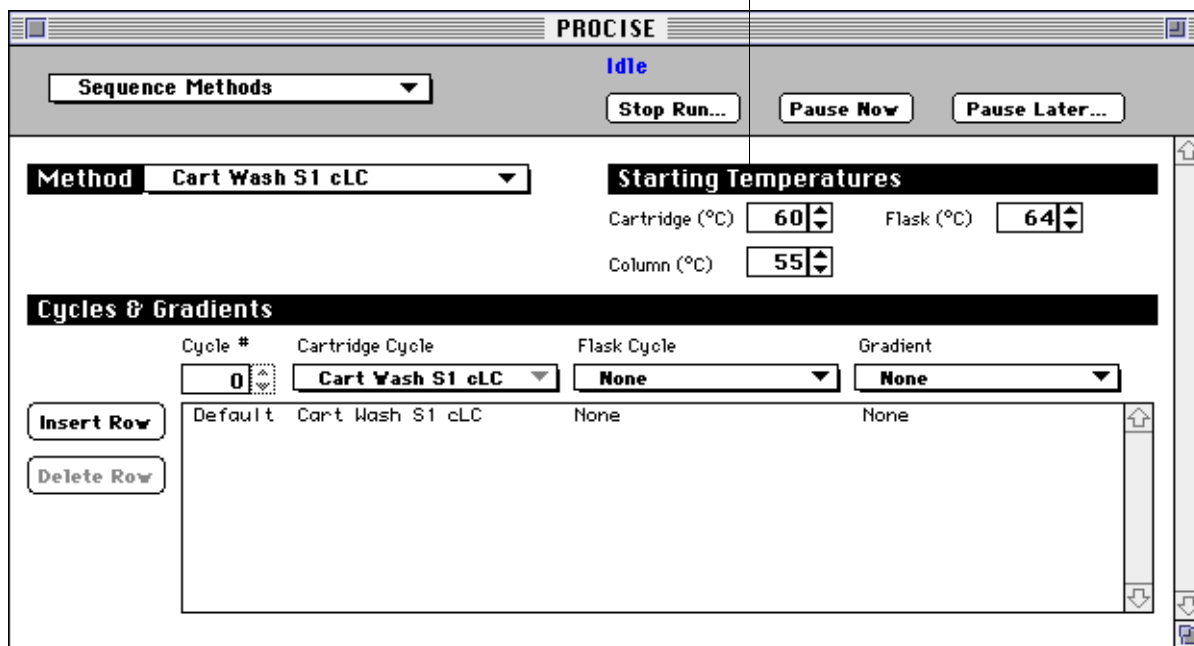 PROCISE
Idle
Sequence Methods
Stop Run... Pause Now Pause Later...
Method Cart Wash S1 cLC Starting Temperatures
Cartridge (°C) 60 Flask (°C) 64
Column (°C) 55
Cycles & Gradients
Cycle # Cartridge Cycle Flask Cycle Gradient
0 Cart Wash S1 cLC None None
Insert Row Default Cart Wash S1 cLC None None
Delete Row